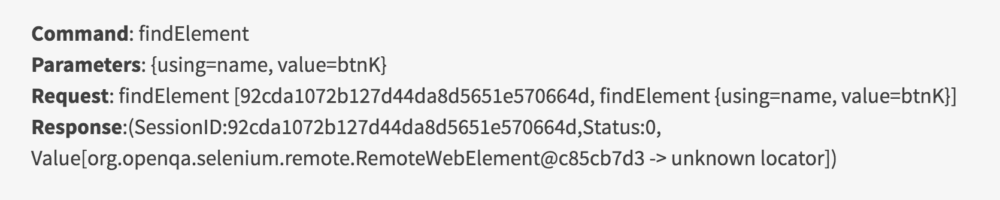 Command: findElement
Parameters: {using=name, value=btnK}
Request: findElement [92cda1072b127d44da8d5651e570664d, findElement {using=name, value=btnK}]
Response:(SessionID:92cda1072b127d44da8d5651e570664d,Status:0,
Value[org.openqa.selenium.remote.RemoteWebElement@c85cb7d3 -> unknown locator])